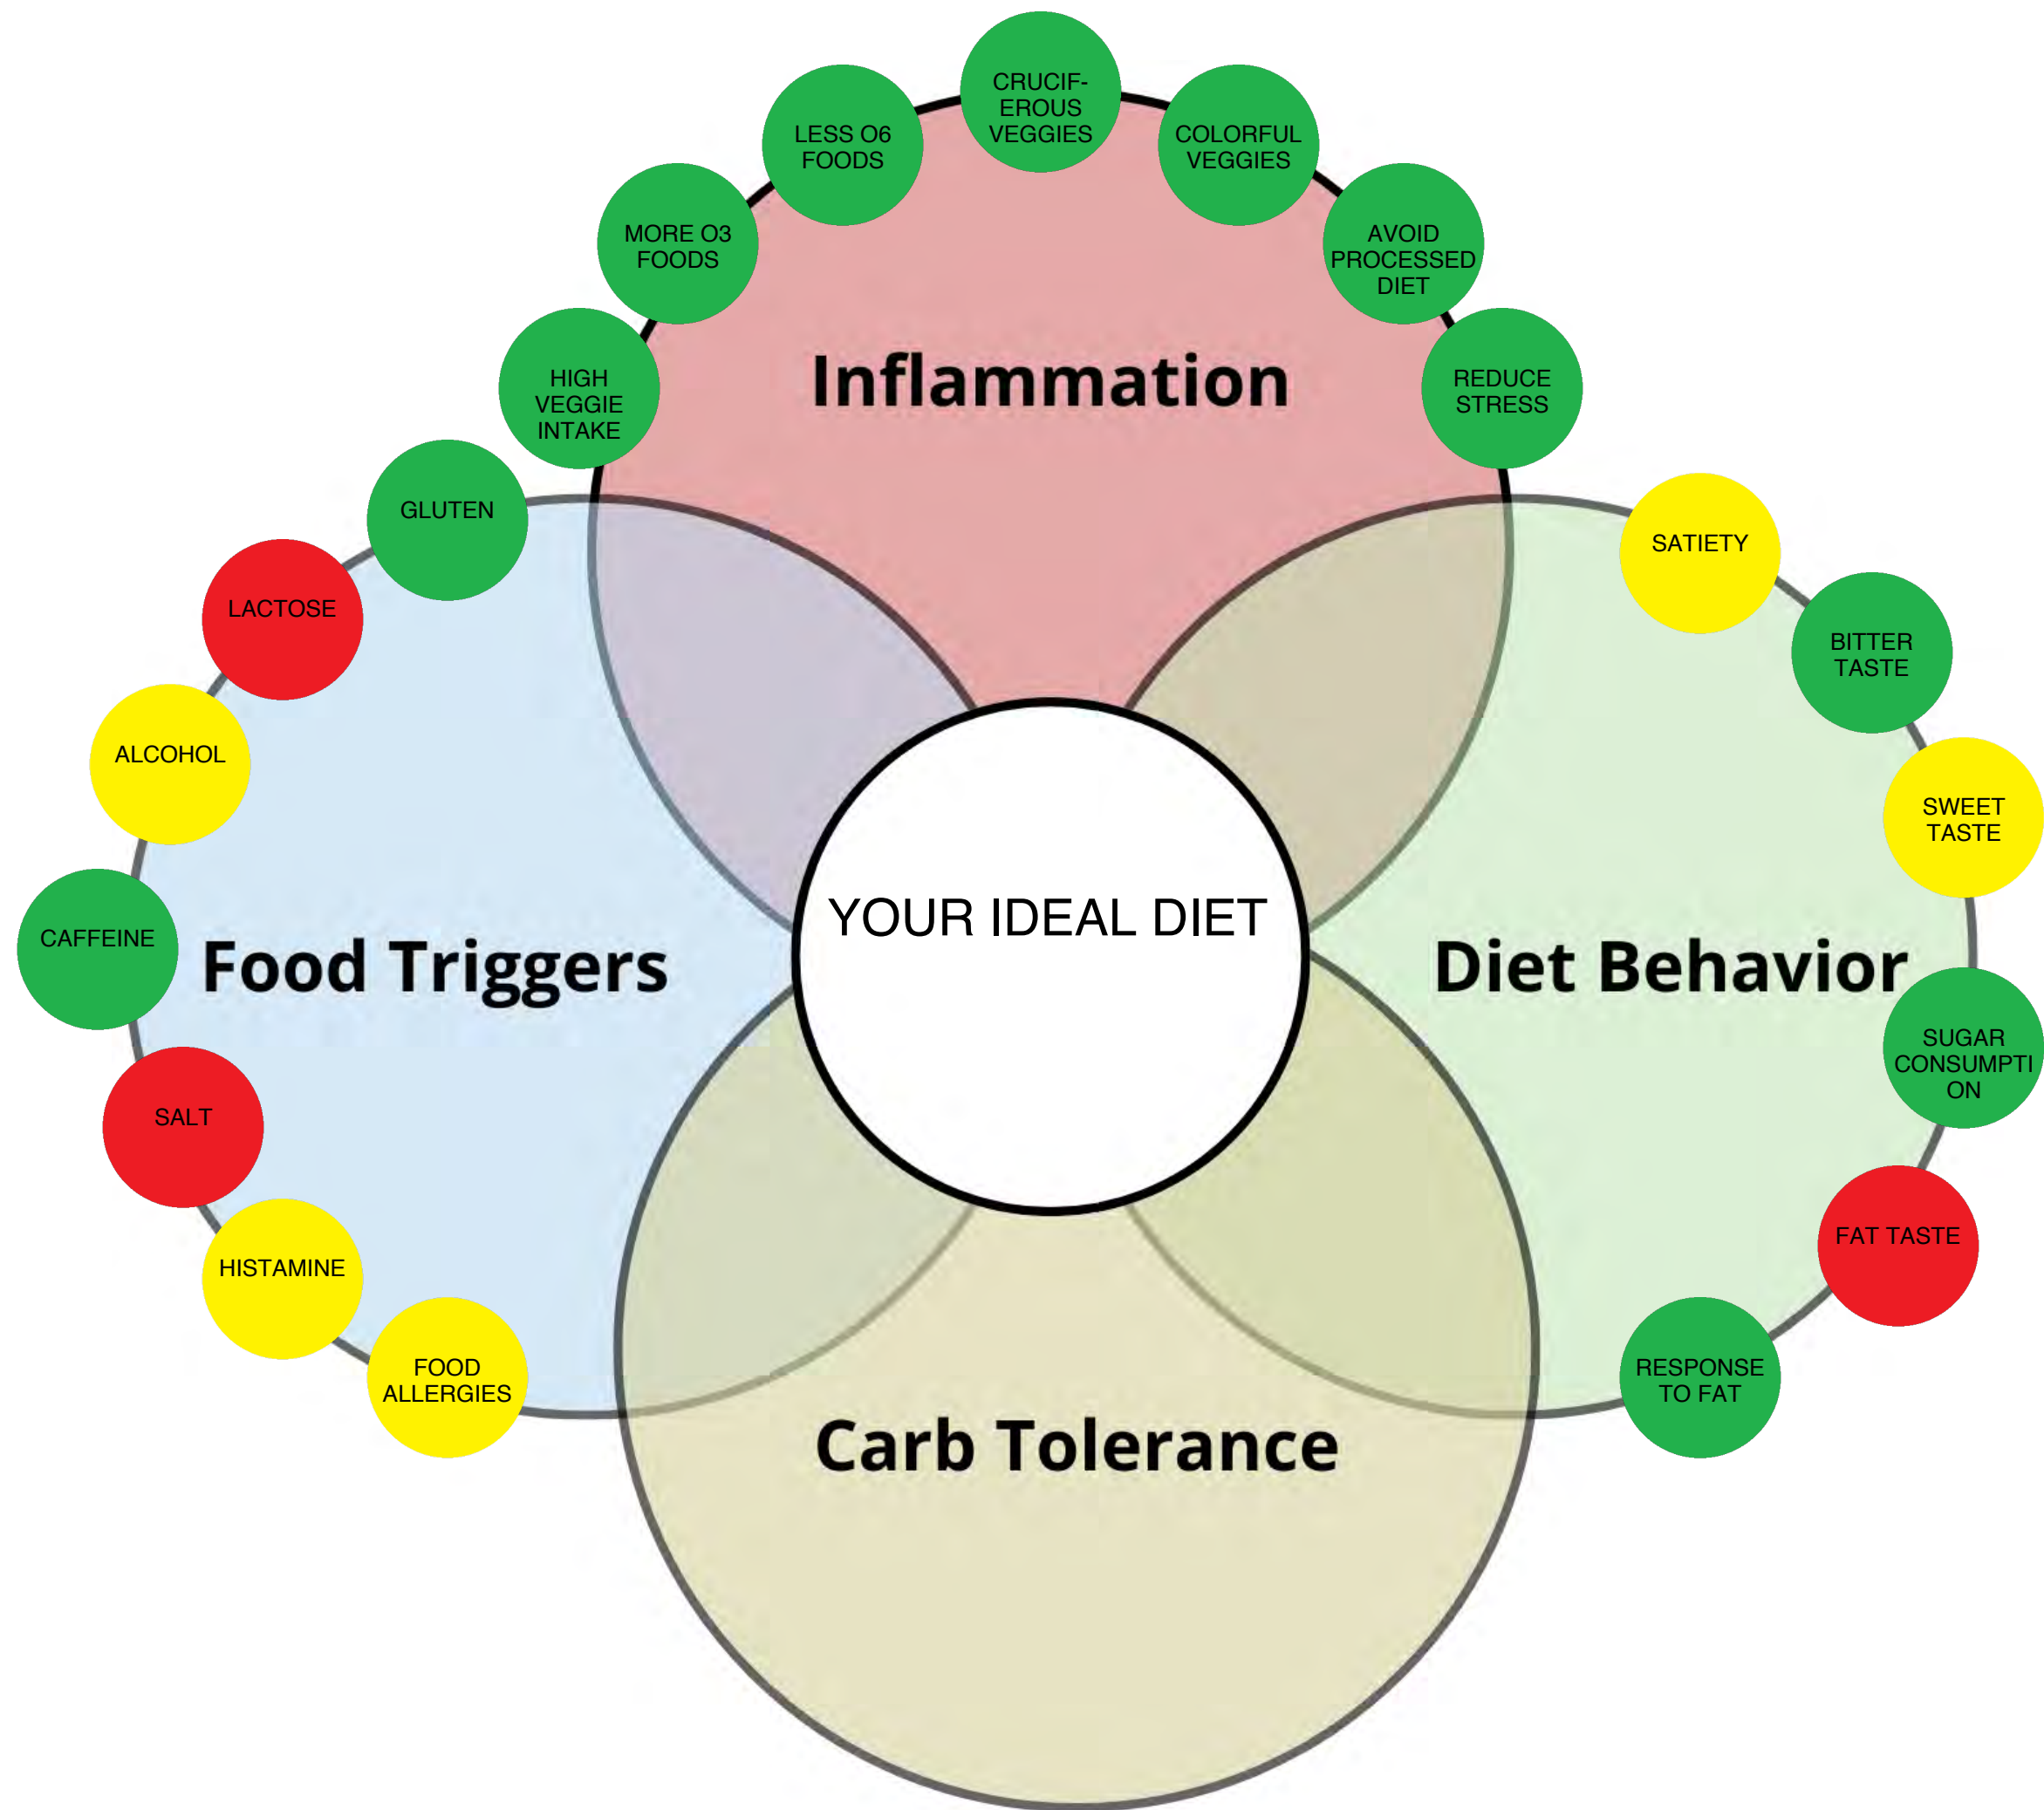 CRUCIF-
EROUS
VEGGIES
LESS O6
FOODS
COLORFUL
VEGGIES
MORE O3
FOODS
AVOID
PROCESSED
DIET
HIGH
VEGGIE
INTAKE
REDUCE
STRESS
Inflammation
GLUTEN
SATIETY
LACTOSE
BITTER
TASTE
ALCOHOL
SWEET
TASTE
CAFFEINE
Food Triggers
YOUR IDEAL DIET
Diet Behavior
SUGAR
CONSUMPTI
ON
SALT
FAT TASTE
HISTAMINE
FOOD
ALLERGIES
RESPONSE
TO FAT
Carb Tolerance